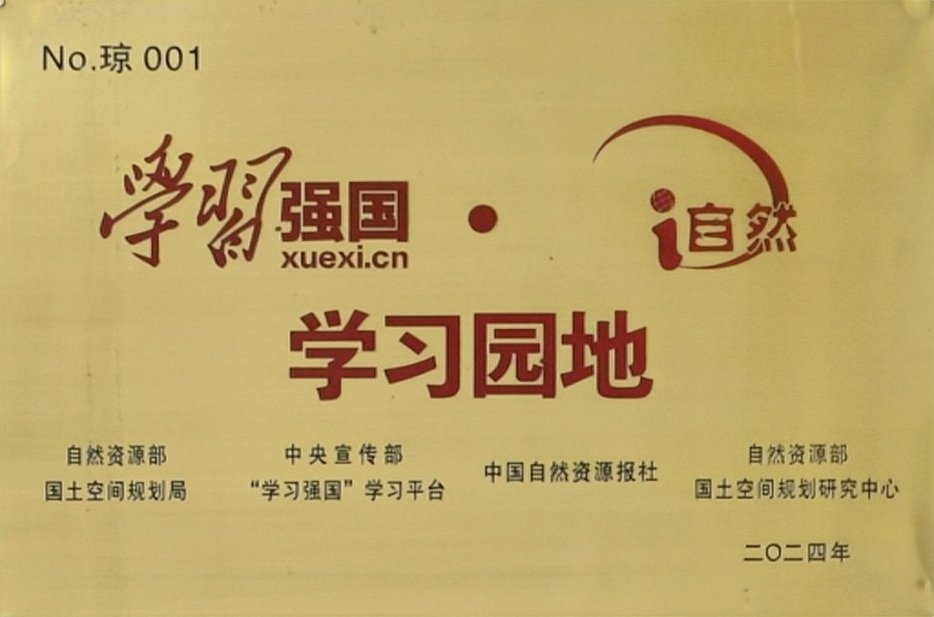 No.琼 001
學習强国
xuexi.cn
•
i自然
学习园地
自然资源部
国土空间规划局
中央宣传部
“学习强国”学习平台
中国自然资源报社
自然资源部
国土空间规划研究中心
二〇二四年